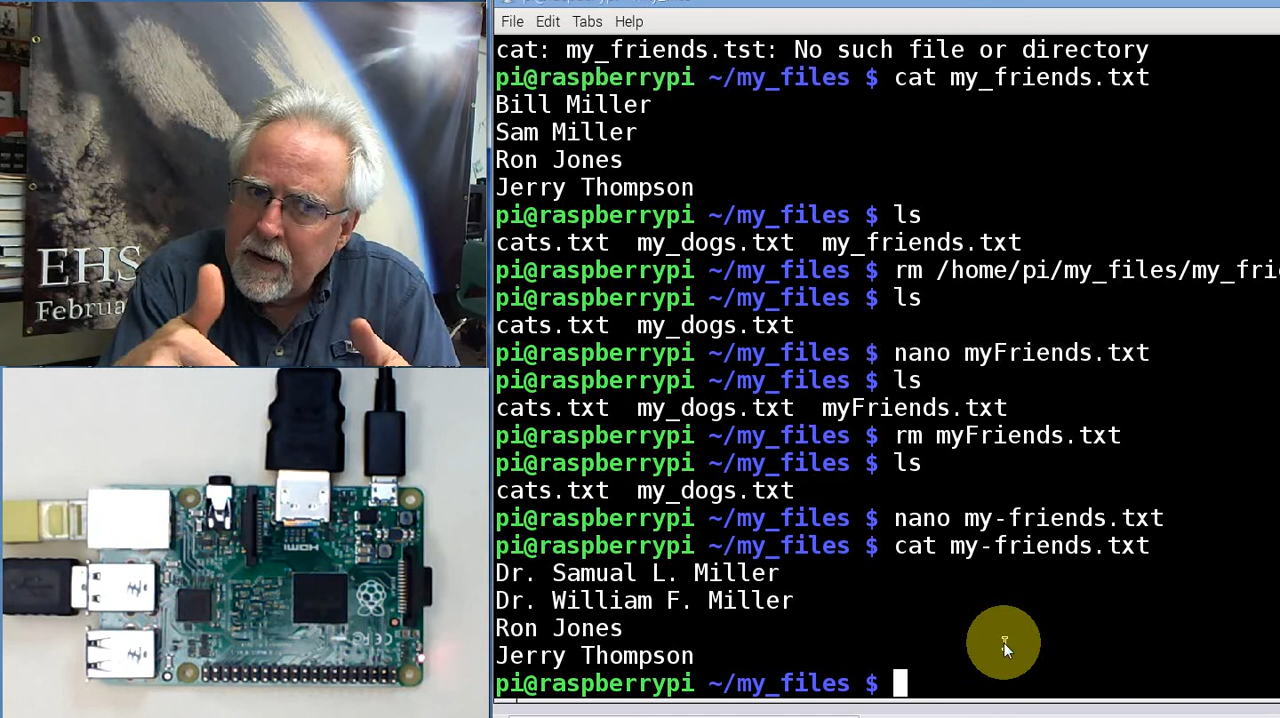 EHS
Februa
HDMI
File Edit Tabs Help
cat: my_friends.tst: No such file or directory
pi@raspberrypi ~/my_files $ cat my_friends.txt
Bill Miller
Sam Miller
Ron Jones
Jerry Thompson
pi@raspberrypi ~/my_files $ ls
cats.txt my_dogs.txt my_friends.txt
pi@raspberrypi ~/my_files $ rm /home/pi/my_files/my_frie
pi@raspberrypi ~/my_files $ ls
cats.txt my_dogs.txt
pi@raspberrypi ~/my_files $ nano myFriends.txt
pi@raspberrypi ~/my_files $ ls
cats.txt my_dogs.txt myFriends.txt
pi@raspberrypi ~/my_files $ rm myFriends.txt
pi@raspberrypi ~/my_files $ ls
cats.txt my_dogs.txt
pi@raspberrypi ~/my_files $ nano my-friends.txt
pi@raspberrypi ~/my_files $ cat my-friends.txt
Dr. Samual L. Miller
Dr. William F. Miller
Ron Jones
Jerry Thompson
pi@raspberrypi ~/my_files $